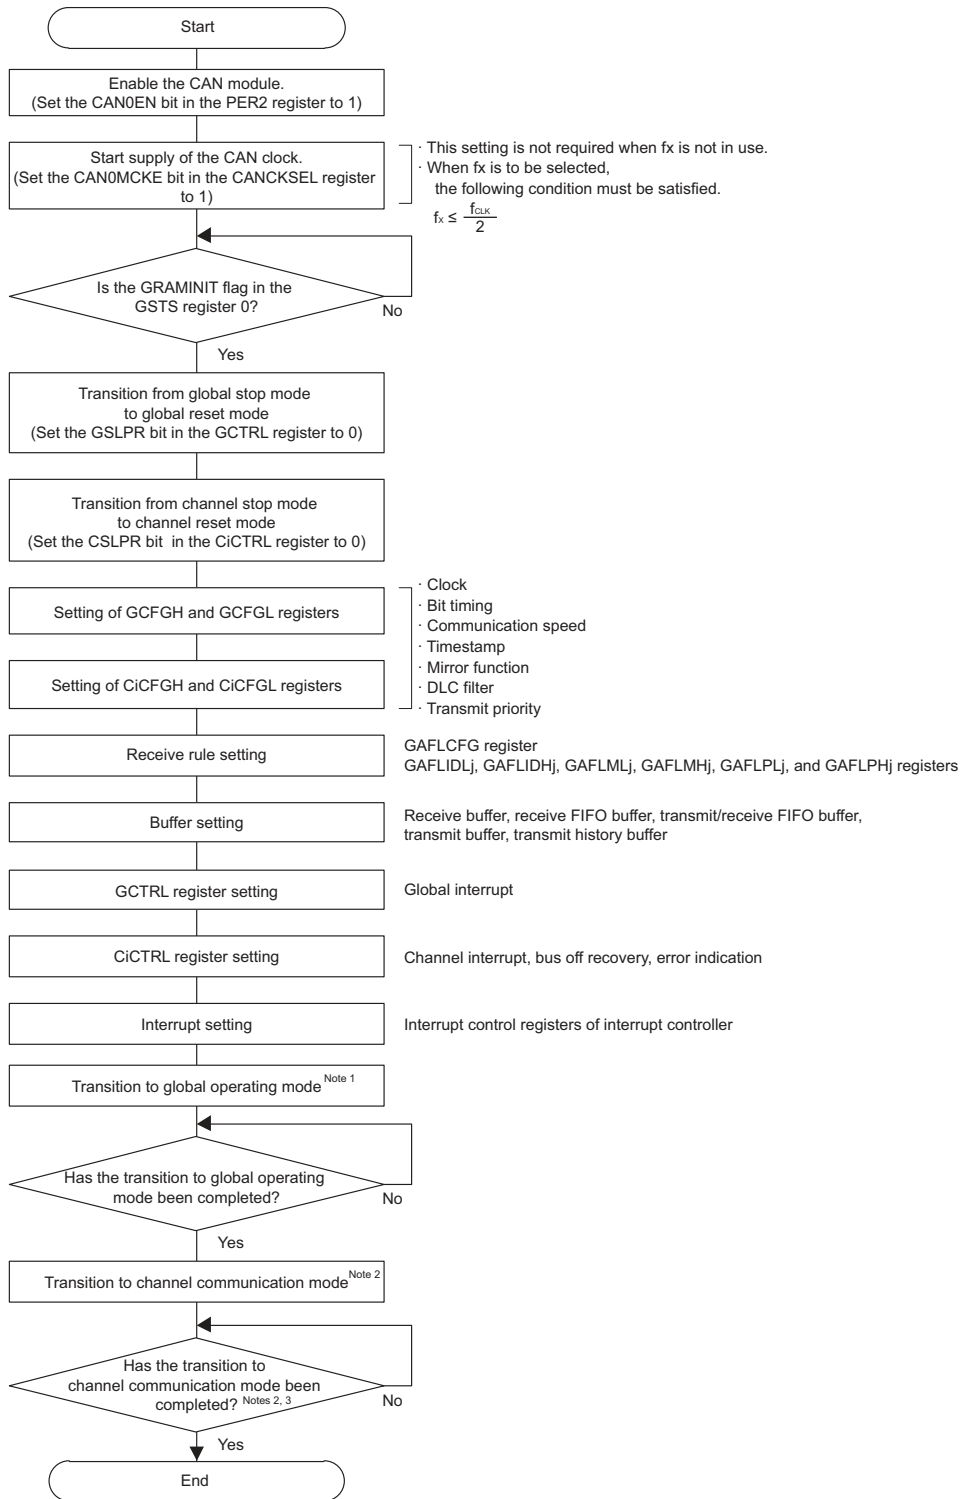 Start
Enable the CAN module.
(Set the CAN0EN bit in the PER2 register to 1)
Start supply of the CAN clock.
(Set the CAN0MCKE bit in the CANCKSEL register
to 1)
· This setting is not required when fx is not in use.
· When fx is to be selected,
the following condition must be satisfied.
fX ≤ fCLK
2
Is the GRAMINIT flag in the
GSTS register 0?
No
Yes
Transition from global stop mode
to global reset mode
(Set the GSLPR bit in the GCTRL register to 0)
Transition from channel stop mode
to channel reset mode
(Set the CSLPR bit in the CiCTRL register to 0)
Setting of GCFGH and GCFGL registers
Setting of CiCFGH and CiCFGL registers
· Clock
· Bit timing
· Communication speed
· Timestamp
· Mirror function
· DLC filter
· Transmit priority
Receive rule setting
GAFLCFG register
GAFLIDLj, GAFLIDHj, GAFLMLj, GAFLMHj, GAFLPLj, and GAFLPHj registers
Buffer setting
Receive buffer, receive FIFO buffer, transmit/receive FIFO buffer,
transmit buffer, transmit history buffer
GCTRL register setting
Global interrupt
CiCTRL register setting
Channel interrupt, bus off recovery, error indication
Interrupt setting
Interrupt control registers of interrupt controller
Transition to global operating mode Note 1
Has the transition to global operating
mode been completed?
No
Yes
Transition to channel communication mode Note 2
Has the transition to
channel communication mode been
completed? Notes 2, 3
No
Yes
End